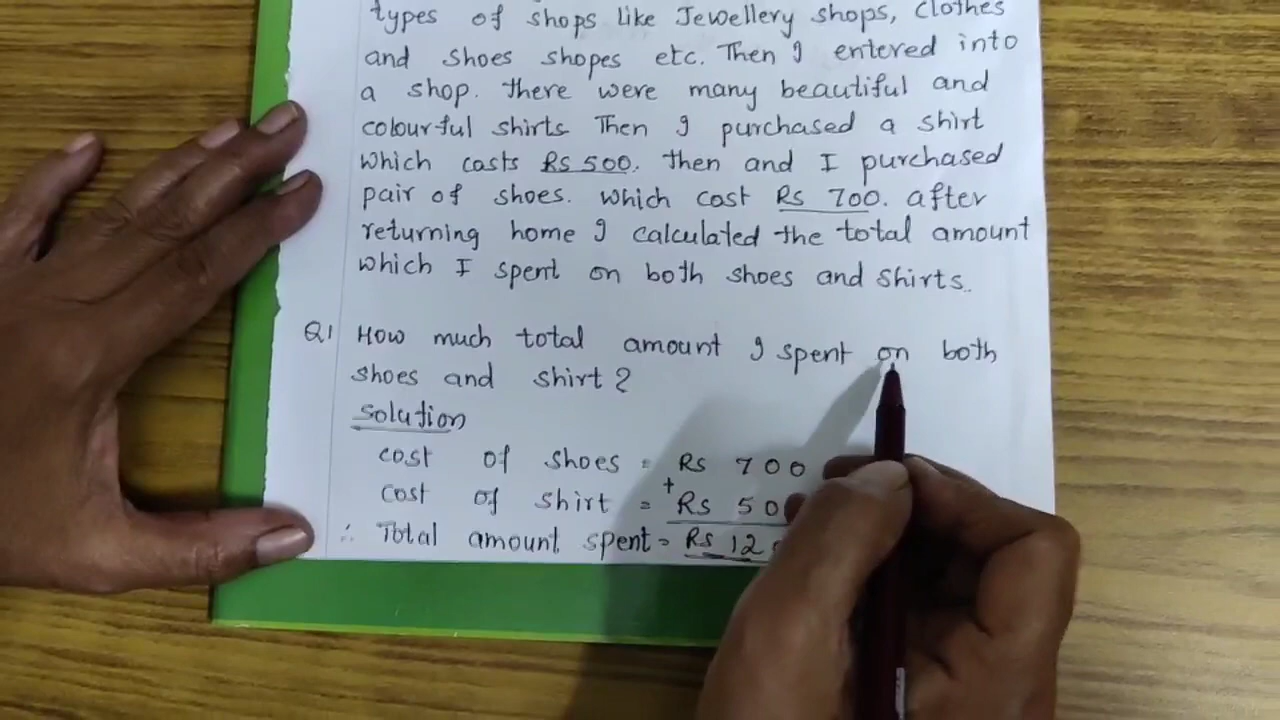 types of shops like Jewellery shops, clothes
and shoes shopes etc. Then I entered into
a shop. there were many beautiful and
colourful shirts Then I purchased a shirt
which casts Rs 500. then and I purchased
pair of shoes. which cost Rs 700. after
returning home I calculated the total amount
which I spent on both shoes and shirts.
Q1 How much total amount I spent on both
shoes and shirt?
solution
cost of shoes = Rs 700
cost of shirt = + Rs 50
∴ Total amount spent = Rs 12